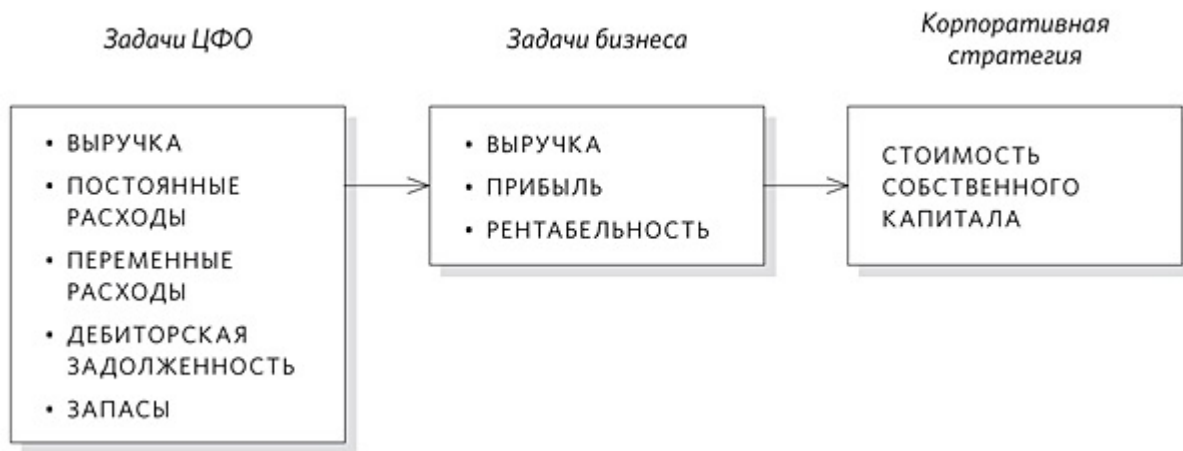 Задачи ЦФО
• ВЫРУЧКА
• ПОСТОЯННЫЕ
РАСХОДЫ
• ПЕРЕМЕННЫЕ
РАСХОДЫ
• ДЕБИТОРСКАЯ
ЗАДОЛЖЕННОСТЬ
• ЗАПАСЫ
Задачи бизнеса
• ВЫРУЧКА
• ПРИБЫЛЬ
• РЕНТАБЕЛЬНОСТЬ
Корпоративная
стратегия
СТОИМОСТЬ
СОБСТВЕННОГО
КАПИТАЛА